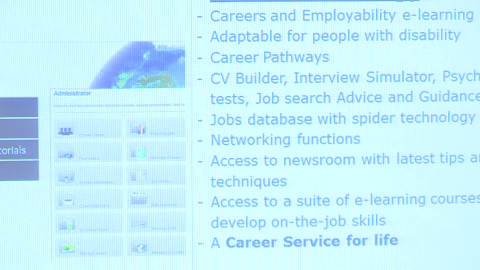 - Careers and Employability e-learning
- Adaptable for people with disability
- Career Pathways
- CV Builder, Interview Simulator, Psych
tests, Job search Advice and Guidance
- Jobs database with spider technology
- Networking functions
- Access to newsroom with latest tips a
techniques
- Access to a suite of e-learning courses
develop on-the-job skills
- A Career Service for life
Administrator
torials